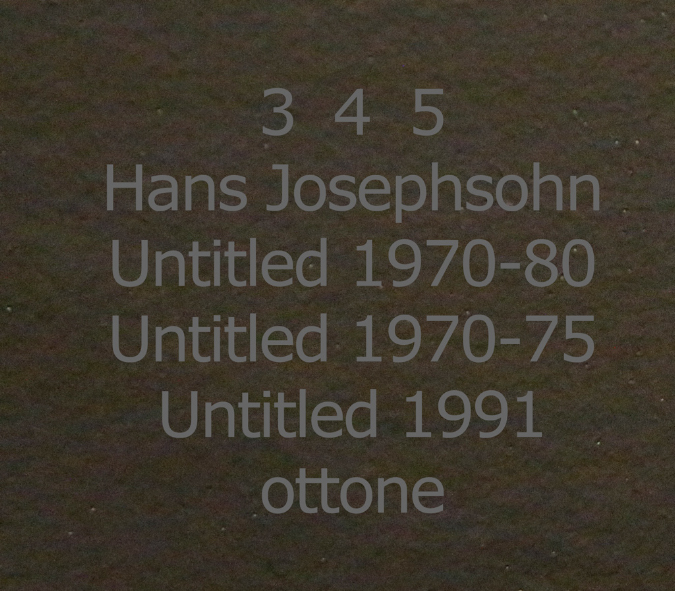 3 4 5
Hans Josephsohn
Untitled 1970-80
Untitled 1970-75
Untitled 1991
ottone